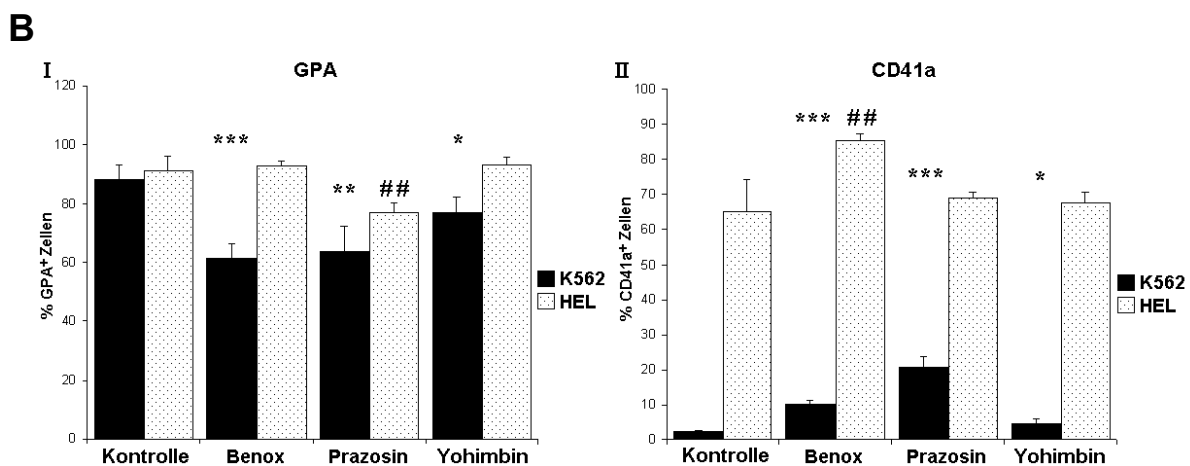 B
I
GPA
% GPA+ Zellen
120
100
80
60
40
20
0
***
**
##
*
Kontrolle
Benox
Prazosin
Yohimbin
K562
HEL
II
CD41a
% CD41a+ Zellen
100
90
80
70
60
50
40
30
20
10
0
***
##
***
*
Kontrolle
Benox
Prazosin
Yohimbin
K562
HEL